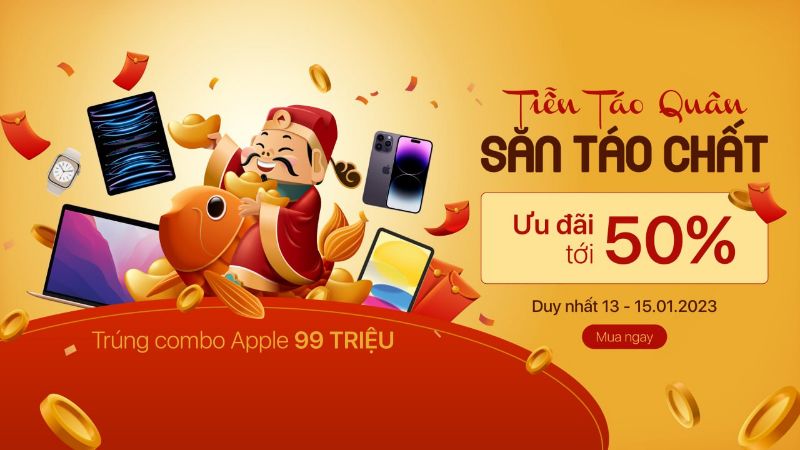 Tiễn Táo Quân
SĂN TÁO CHẤT
Ưu đãi
tới
50%
Duy nhất 13 - 15.01.2023
Mua ngay
Trúng combo Apple 99 TRIỆU